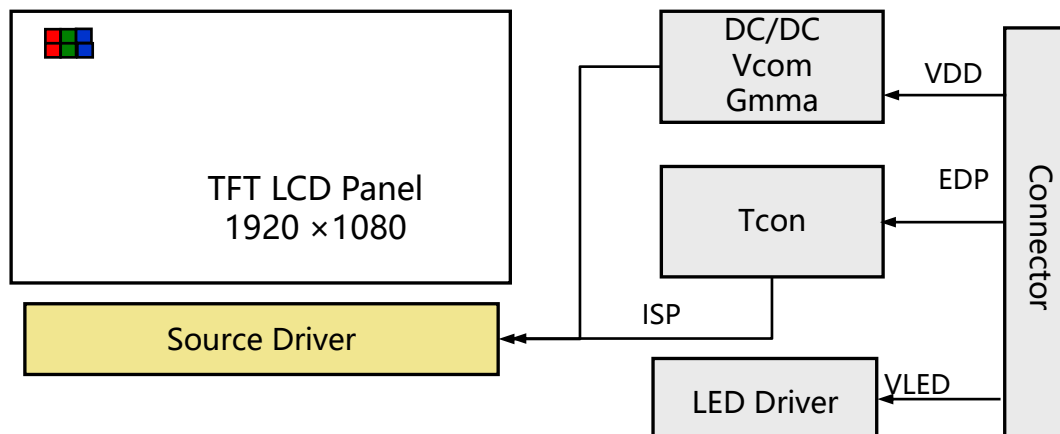 DC/DC
Vcom
Gmma
VDD
TFT LCD Panel
1920 ×1080
Tcon
EDP
Connector
Source Driver
ISP
LED Driver
VLED